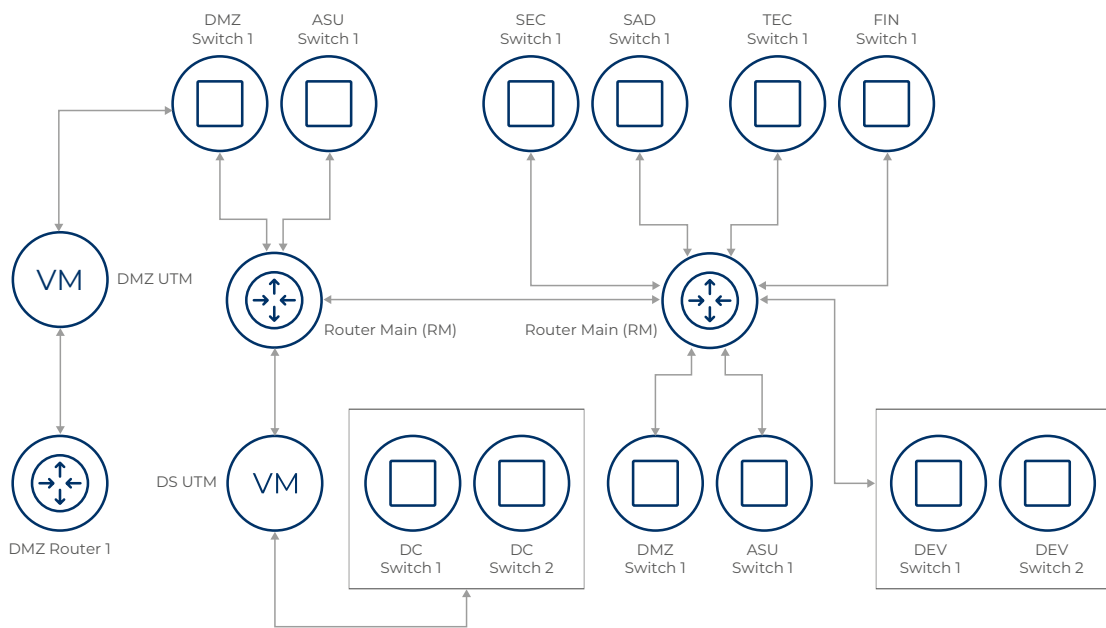 DMZ
Switch 1
ASU
Switch 1
SEC
Switch 1
SAD
Switch 1
TEC
Switch 1
FIN
Switch 1
VM
DMZ UTM
Router Main (RM)
Router Main (RM)
DMZ Router 1
DS UTM
VM
DC
Switch 1
DC
Switch 2
DMZ
Switch 1
ASU
Switch 1
DEV
Switch 1
DEV
Switch 2